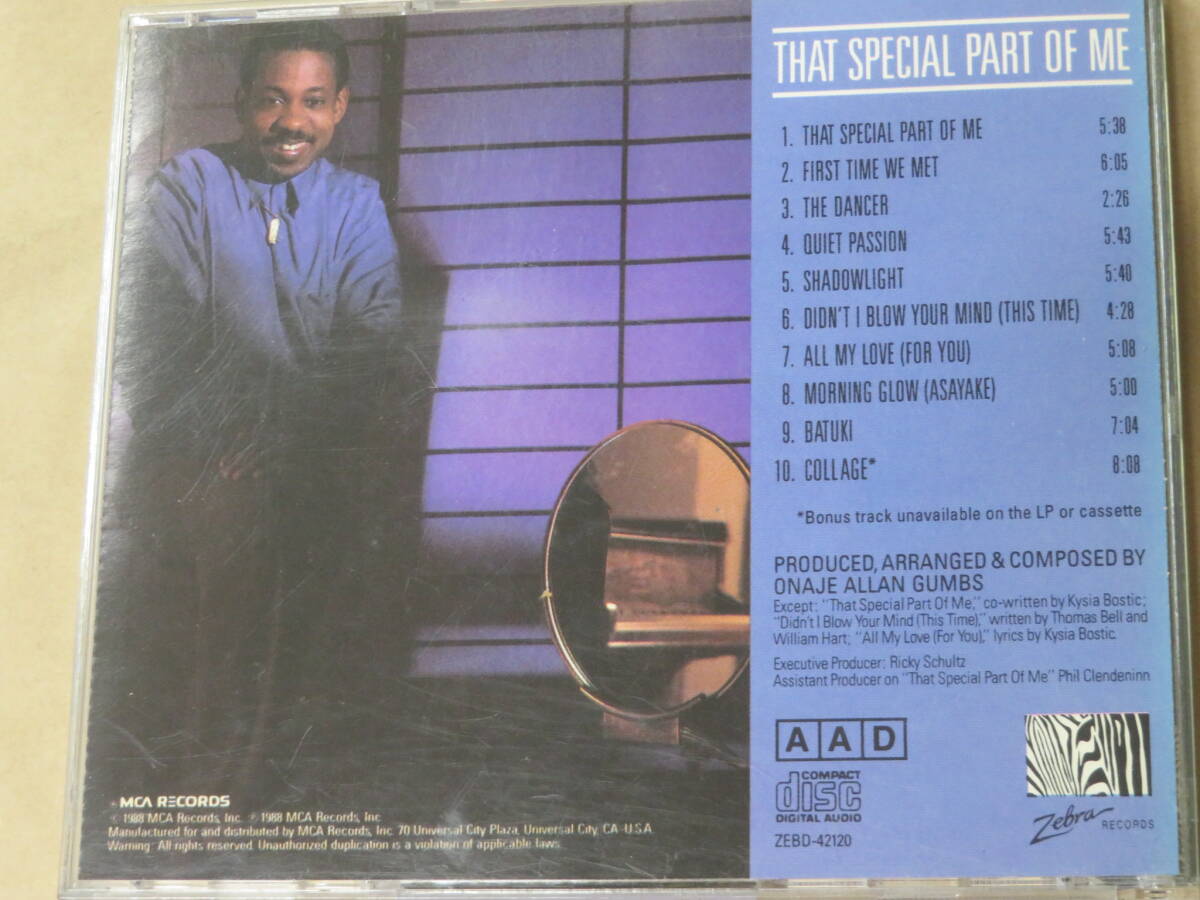 THAT SPECIAL PART OF ME
1. THAT SPECIAL PART OF ME 5:38
2. FIRST TIME WE MET 6:05
3. THE DANCER 2:26
4. QUIET PASSION 5:43
5. SHADOWLIGHT 5:40
6. DIDN'T I BLOW YOUR MIND (THIS TIME) 4:28
7. ALL MY LOVE (FOR YOU) 5:08
8. MORNING GLOW (ASAYAKE) 5:00
9. BATUKI 7:04
10. COLLAGE* 8:08
*Bonus track unavailable on the LP or cassette
PRODUCED, ARRANGED & COMPOSED BY
ONAJE ALLAN GUMBS
Except: "That Special Part Of Me," co-written by Kysia Bostic;
"Didn't I Blow Your Mind (This Time)," written by Thomas Bell and
William Hart; "All My Love (For You)," lyrics by Kysia Bostic.
Executive Producer: Ricky Schultz
Assistant Producer on "That Special Part Of Me" Phil Clendeninn
AAD
COMPACT
disc
DIGITAL AUDIO
ZEBD-42120
Zebra RECORDS
MCA RECORDS
© 1988 MCA Records, Inc. ℗ 1988 MCA Records, Inc
Manufactured for and distributed by MCA Records, Inc. 70 Universal City Plaza, Universal City, CA-U.S.A.
Warning: All rights reserved. Unauthorized duplication is a violation of applicable laws.